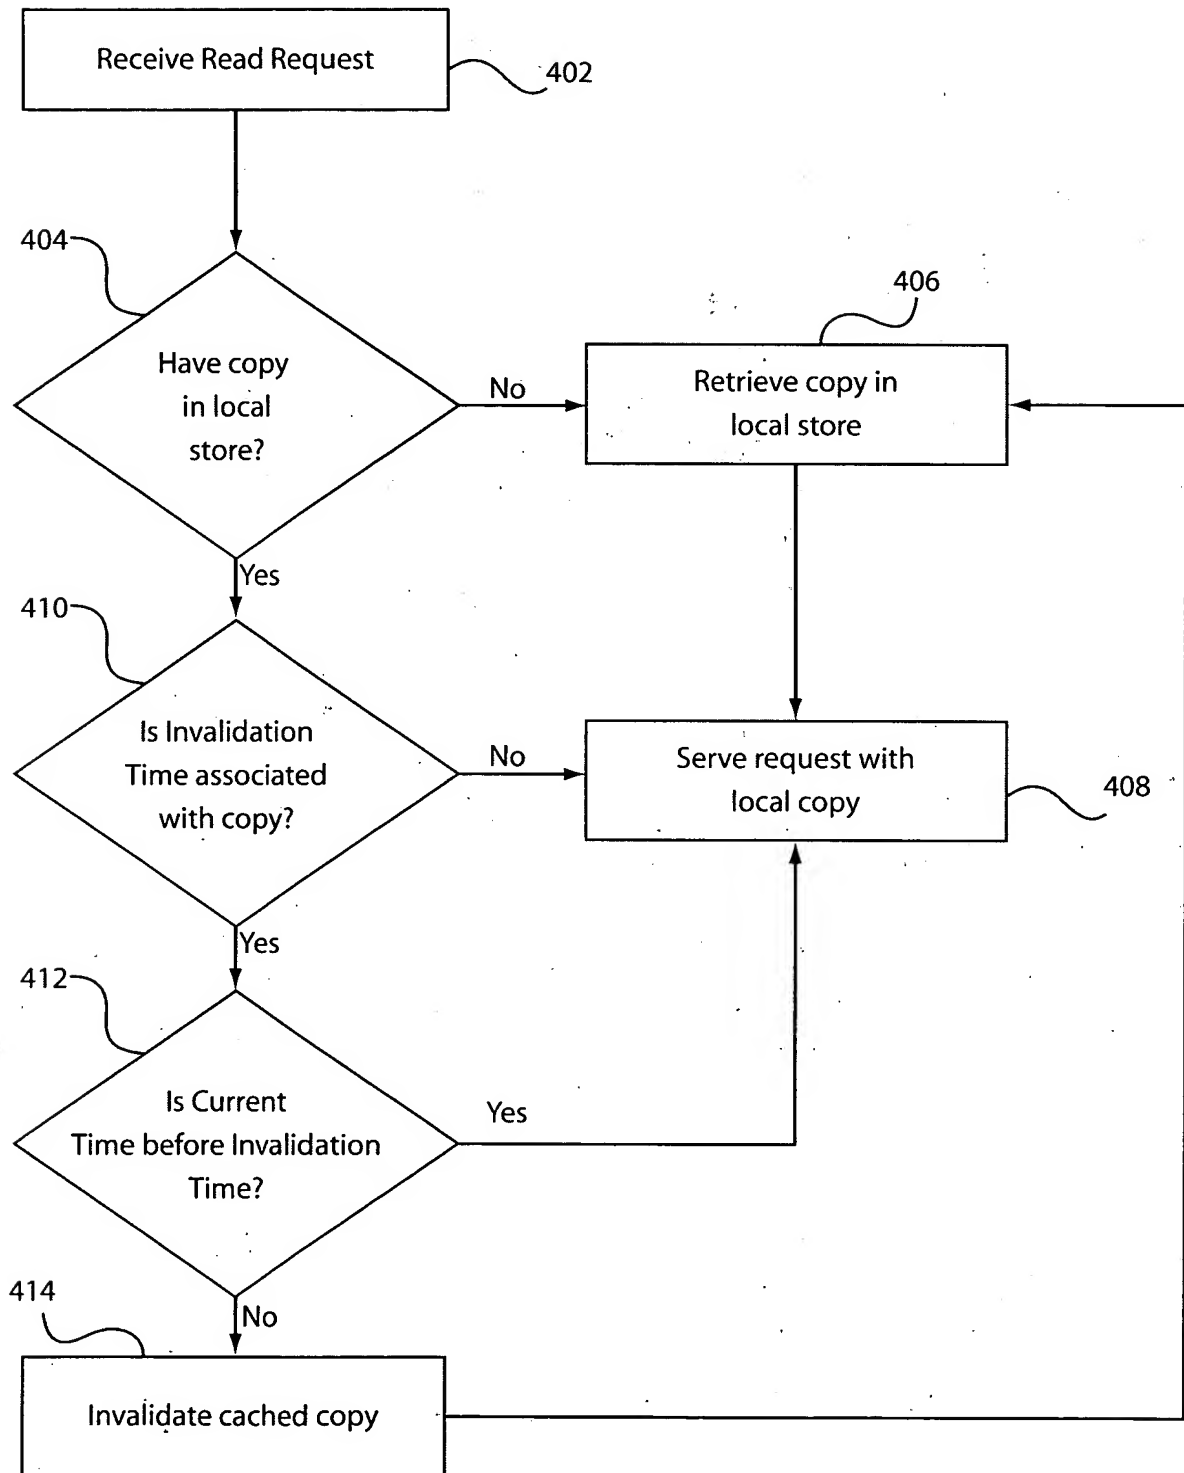 Receive Read Request
402
404
Have copy
in local
store?
No
406
Retrieve copy in
local store
Yes
410
Is Invalidation
Time associated
with copy?
No
Serve request with
local copy
408
Yes
412
Is Current
Time before Invalidation
Time?
Yes
No
414
Invalidate cached copy